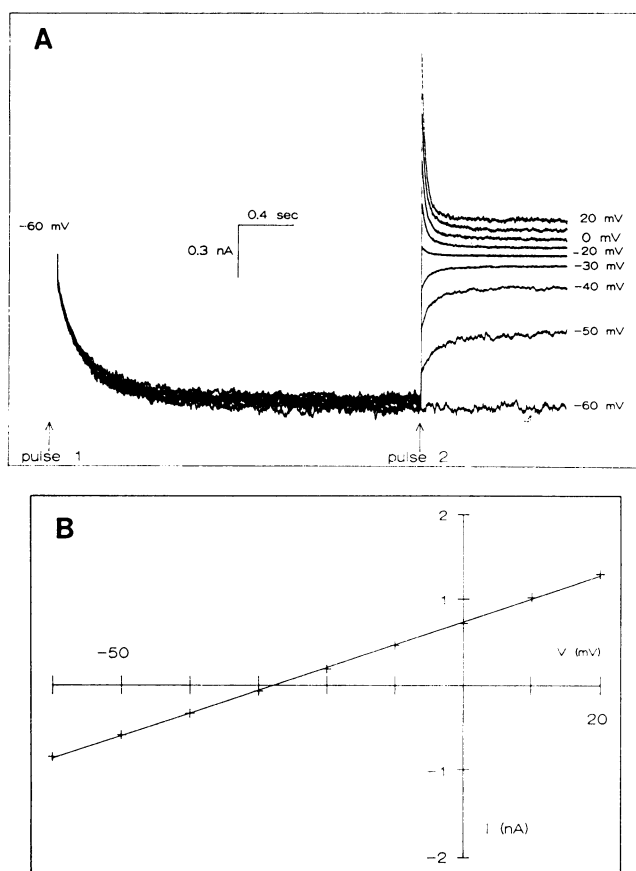 A
0.4 sec
-60 mV
0.3 nA
20 mV
0 mV
-20 mV
-30 mV
-40 mV
-50 mV
-60 mV
pulse 1
pulse 2
B
2
1
-50
V (mV)
20
-1
I (nA)
-2